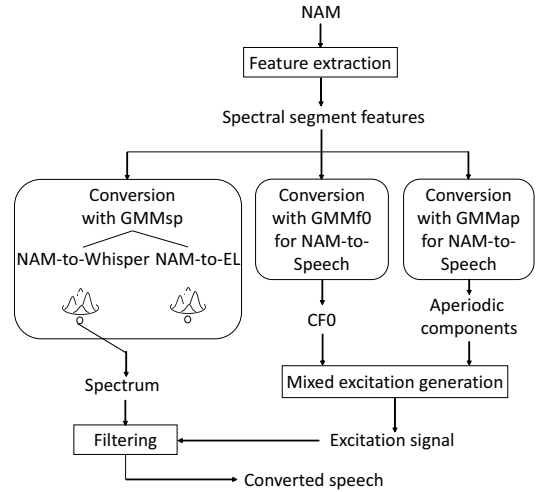 NAM
Feature extraction
Spectral segment features
Conversion
with GMMsp
NAM-to-Whisper NAM-to-EL
Conversion
with GMMf0
for NAM-to-
Speech
Conversion
with GMMap
for NAM-to-
Speech
CF0
Aperiodic
components
Spectrum
Mixed excitation generation
Filtering
Excitation signal
Converted speech